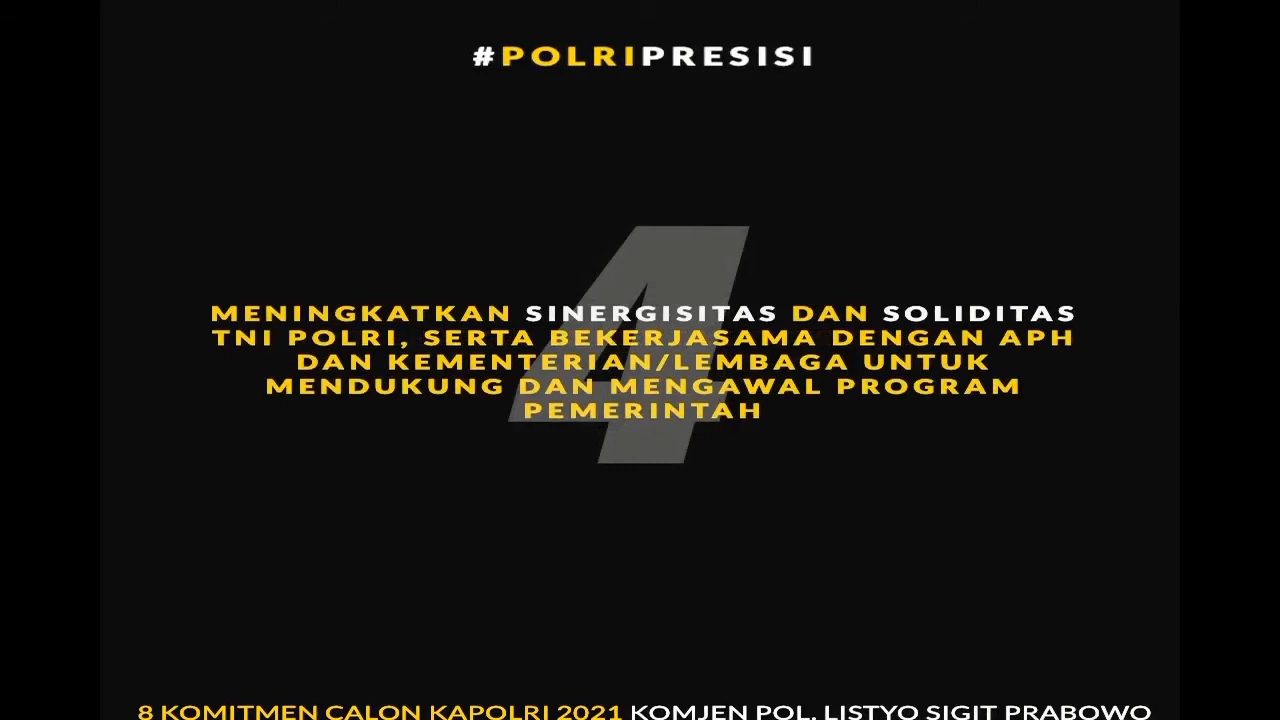 #POLRIPRESISI
4
MENINGKATKAN SINERGISITAS DAN SOLIDITAS
TNI POLRI, SERTA BEKERJASAMA DENGAN APH
DAN KEMENTERIAN/LEMBAGA UNTUK
MENDUKUNG DAN MENGAWAL PROGRAM
PEMERINTAH
8 KOMITMEN CALON KAPOLRI 2021 KOMJEN POL. LISTYO SIGIT PRABOWO